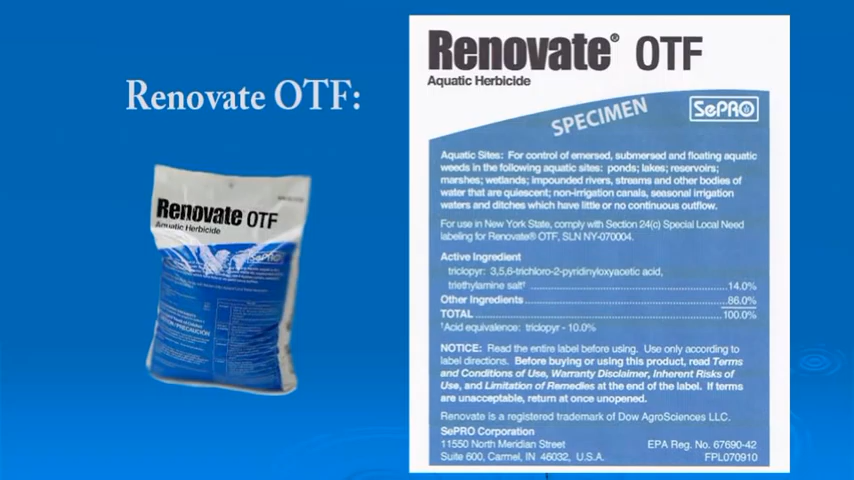 Renovate OTF:
Renovate OTF
Aquatic Herbicide
SePRO
Renovate® OTF
Aquatic Herbicide
SPECIMEN
SePRO
Aquatic Sites: For control of emersed, submersed and floating aquatic
weeds in the following aquatic sites: ponds; lakes; reservoirs;
marshes; wetlands; impounded rivers, streams and other bodies of
water that are quiescent; non-irrigation canals, seasonal irrigation
waters and ditches which have little or no continuous outflow.
For use in New York State, comply with Section 24(c) Special Local Need
labeling for Renovate® OTF, SLN NY-070004.
Active Ingredient
triclopyr: 3,5,6-trichloro-2-pyridinyloxyacetic acid,
triethylamine salt† 14.0%
Other Ingredients 86.0%
TOTAL 100.0%
†Acid equivalence: triclopyr - 10.0%
NOTICE: Read the entire label before using. Use only according to
label directions. Before buying or using this product, read Terms
and Conditions of Use, Warranty Disclaimer, Inherent Risks of
Use, and Limitation of Remedies at the end of the label. If terms
are unacceptable, return at once unopened.
Renovate is a registered trademark of Dow AgroSciences LLC.
SePRO Corporation
11550 North Meridian Street EPA Reg. No. 67690-42
Suite 600, Carmel, IN 46032, U.S.A. FPL070910